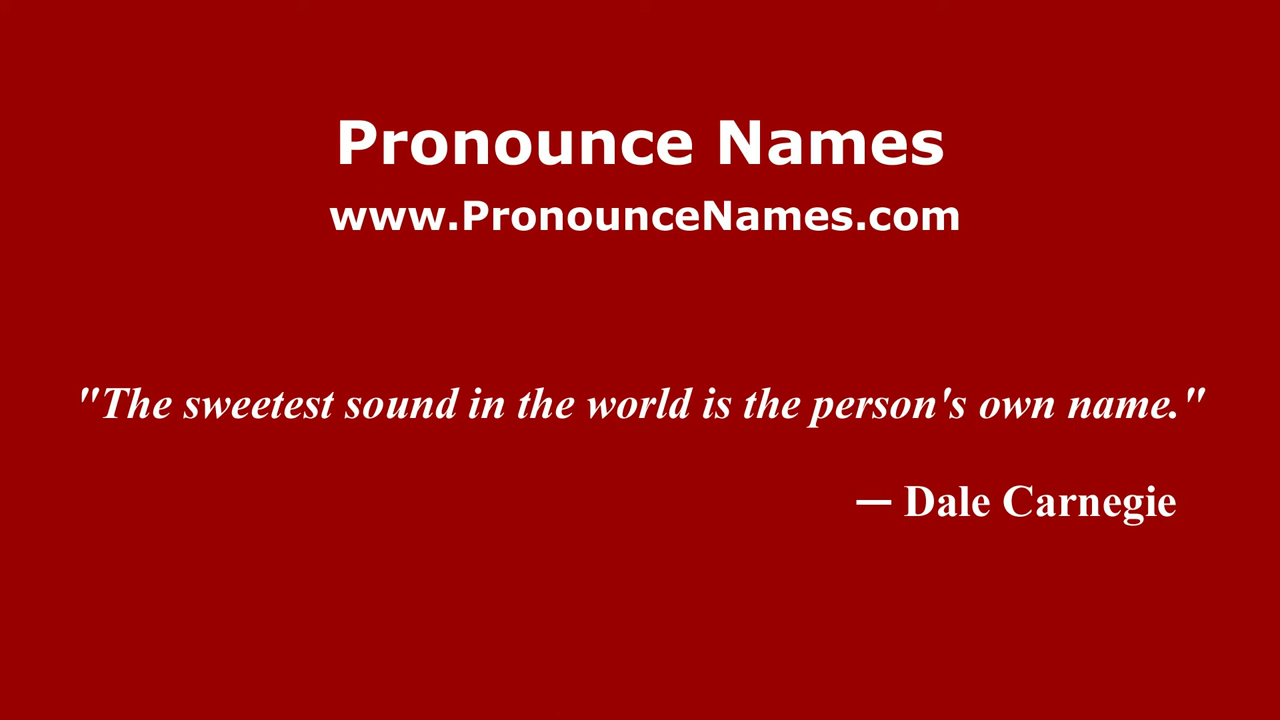 Pronounce Names
www.PronounceNames.com
"The sweetest sound in the world is the person's own name."
— Dale Carnegie